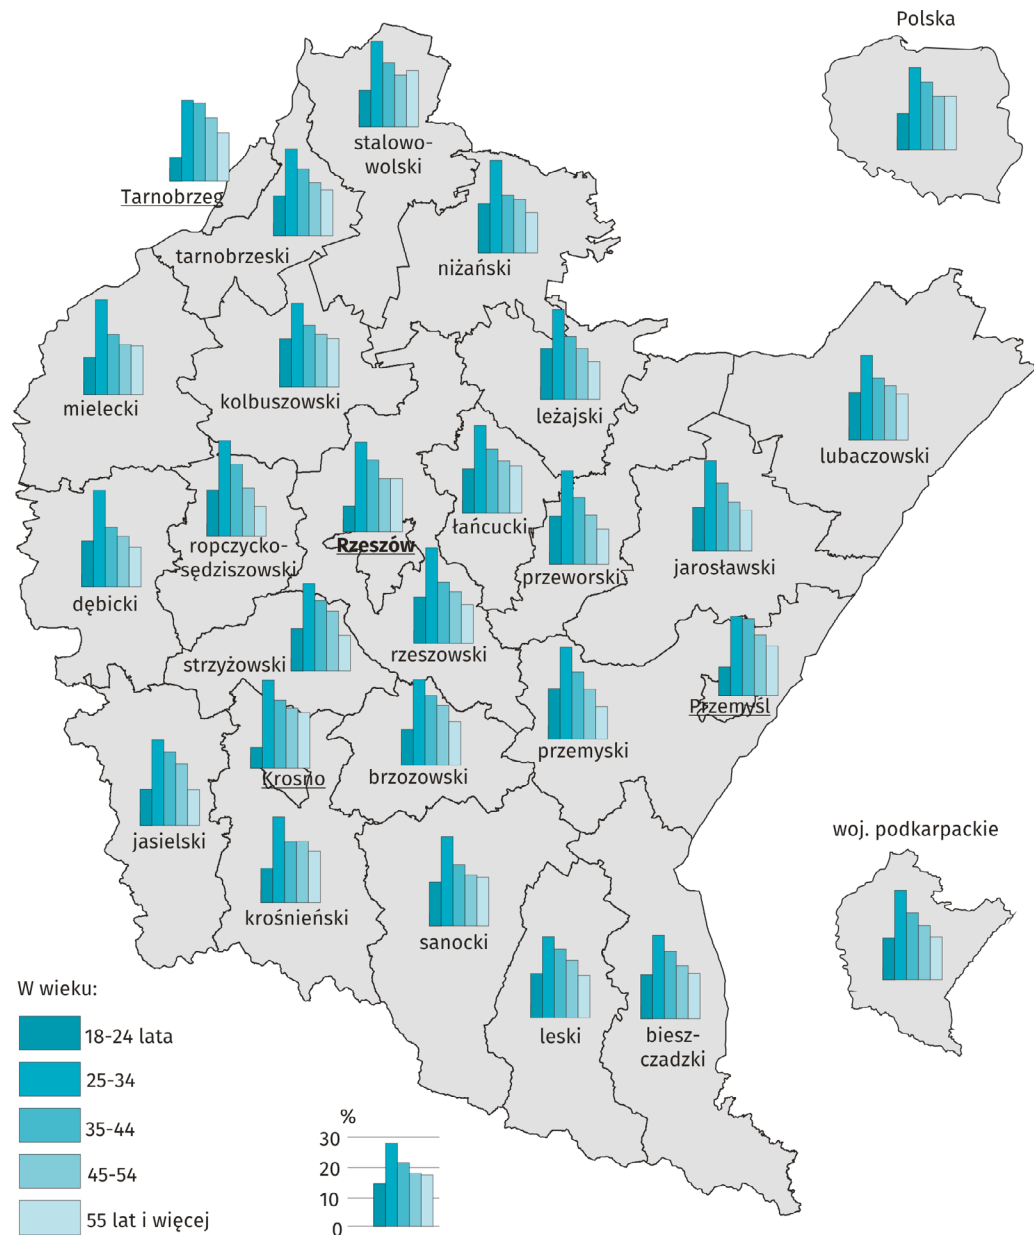 Polska
stalowo-
wolski
Tarnobrzeg
tarnobrzeski
niżański
mielecki
kolbuszowski
leżajski
lubaczowski
ropczycko-
sędziszowski
Rzeszów
łańcucki
przeworski
jarosławski
dębicki
strzyżowski
rzeszowski
Przemyśl
przemyski
Krosno
brzozowski
jasielski
woj. podkarpackie
krośnieński
sanocki
leski
biesz-
czadzki
W wieku:
18-24 lata
25-34
35-44
45-54
55 lat i więcej
%
30
20
10
0